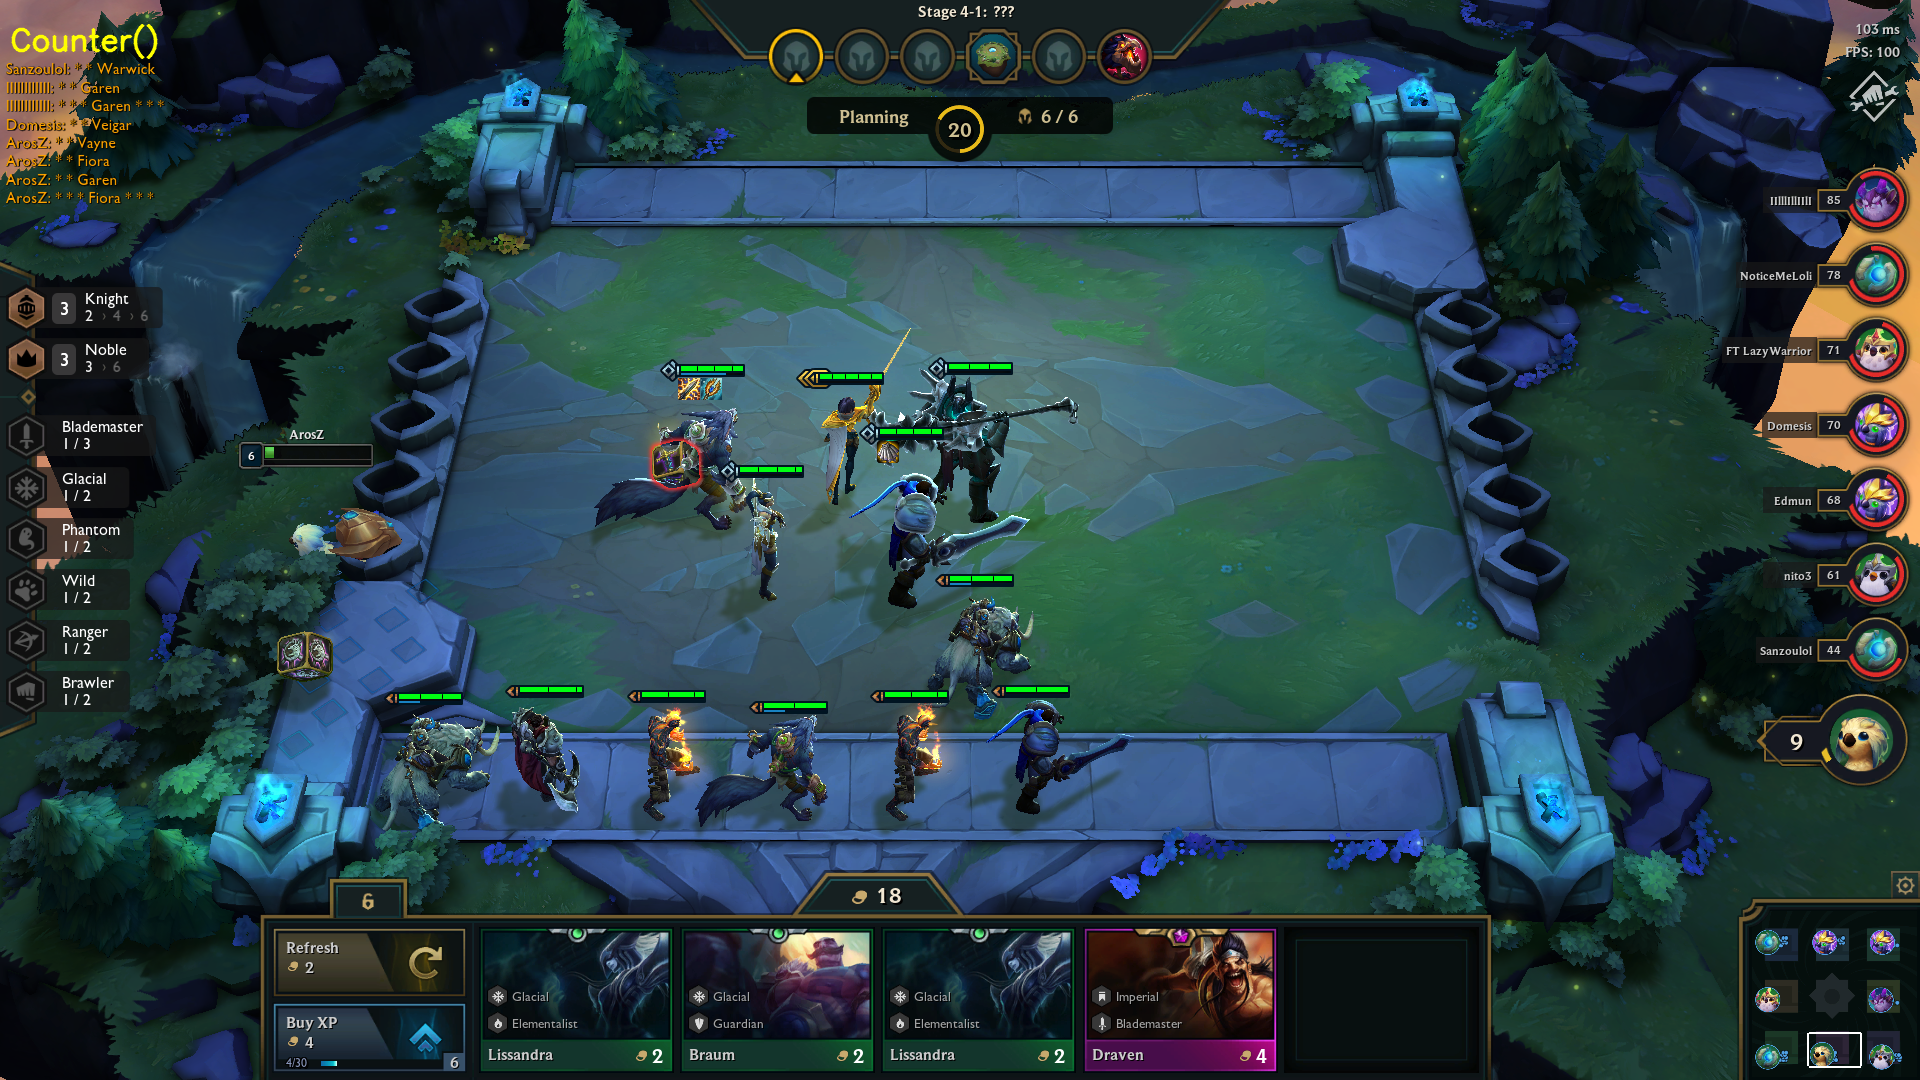 Stage 4-1: ???
Counter()
Sanzoulol: * * Warwick
* * Garen
* * * Garen * * *
Domesis: * * Veigar
ArosZ: * * Vayne
ArosZ: * * Fiora
ArosZ: * * Garen
ArosZ: * * * Fiora * * *
103 ms
FPS: 100
Planning
20
6 / 6
85
NoticeMeLoli 78
FT LazyWarrior 71
Domesis 70
Edmun 68
nito3 61
Sanzoulol 44
9
3 Knight
2 › 4 › 6
3 Noble
3 › 6
Blademaster
1 / 3
Glacial
1 / 2
Phantom
1 / 2
Wild
1 / 2
Ranger
1 / 2
Brawler
1 / 2
ArosZ
6
6
18
Refresh
2
Buy XP
4
4/30
6
Glacial
Elementalist
Lissandra 2
Glacial
Guardian
Braum 2
Glacial
Elementalist
Lissandra 2
Imperial
Blademaster
Draven 4